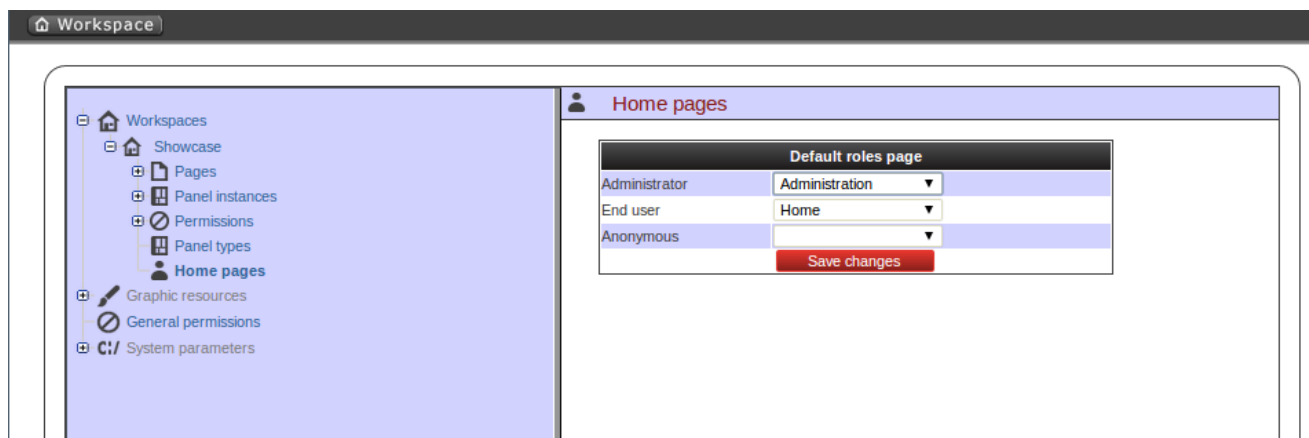 Workspace
Workspaces
Showcase
Pages
Panel instances
Permissions
Panel types
Home pages
Graphic resources
General permissions
C:/ System parameters
Home pages
Default roles page
Administrator Administration ▼
End user Home ▼
Anonymous ▼
Save changes